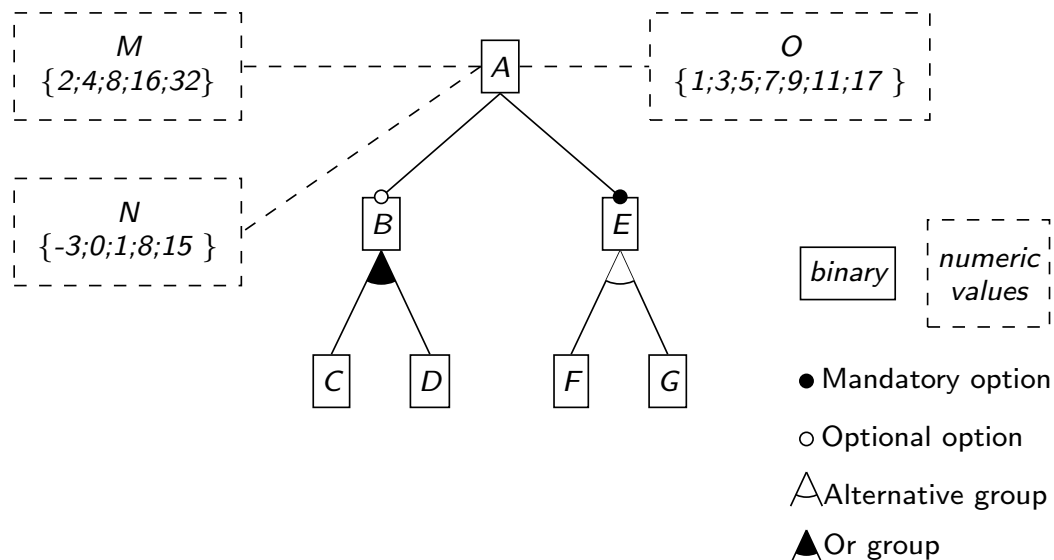 M
{2;4;8;16;32}
A
O
{1;3;5;7;9;11;17 }
N
{-3;0;1;8;15 }
B
E
binary
numeric
values
C
D
F
G
Mandatory option
Optional option
Alternative group
Or group